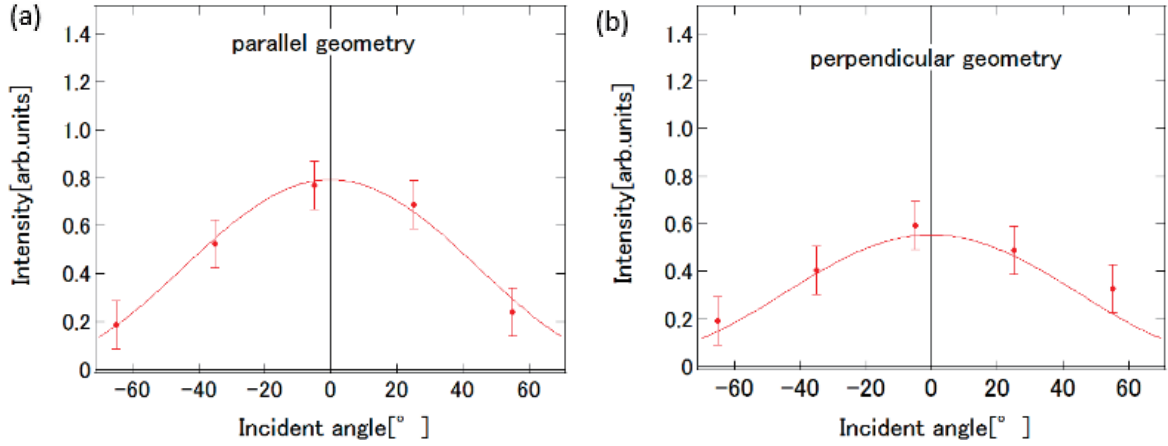 (a)
parallel geometry
Intensity[arb.units]
1.4
1.2
1.0
0.8
0.6
0.4
0.2
0
-60 -40 -20 0 20 40 60
Incident angle[° ]
(b)
perpendicular geometry
Intensity[arb.units]
1.4
1.2
1.0
0.8
0.6
0.4
0.2
0
-60 -40 -20 0 20 40 60
Incident angle[° ]